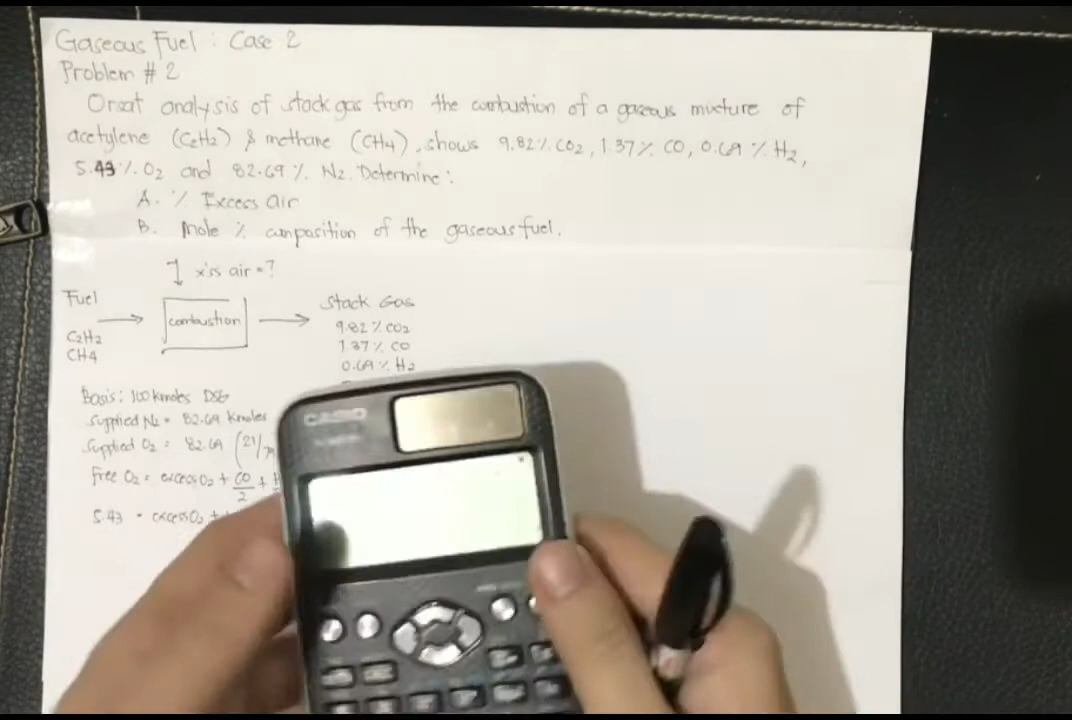 Gaseous Fuel : Case 2
Problem # 2
Orsat analysis of stack gas from the combustion of a gaseous mixture of
acetylene (C2H2) & methane (CH4), shows 9.82% CO2, 1.37% CO, 0.69% H2,
5.43% O2 and 82.69% N2. Determine:
A. % Excess air
B. Mole % composition of the gaseous fuel.
x's air = ?
Fuel
C2H2
CH4
combustion
Stack Gas
9.82% CO2
1.37% CO
0.69% H2
Basis: 100 kmoles DSG
Supplied N2 = 82.69 kmoles
Supplied O2 = 82.69 (21/79
Free O2 = excess O2 + CO/2 + H
5.43 = excess O2 +
CASIO